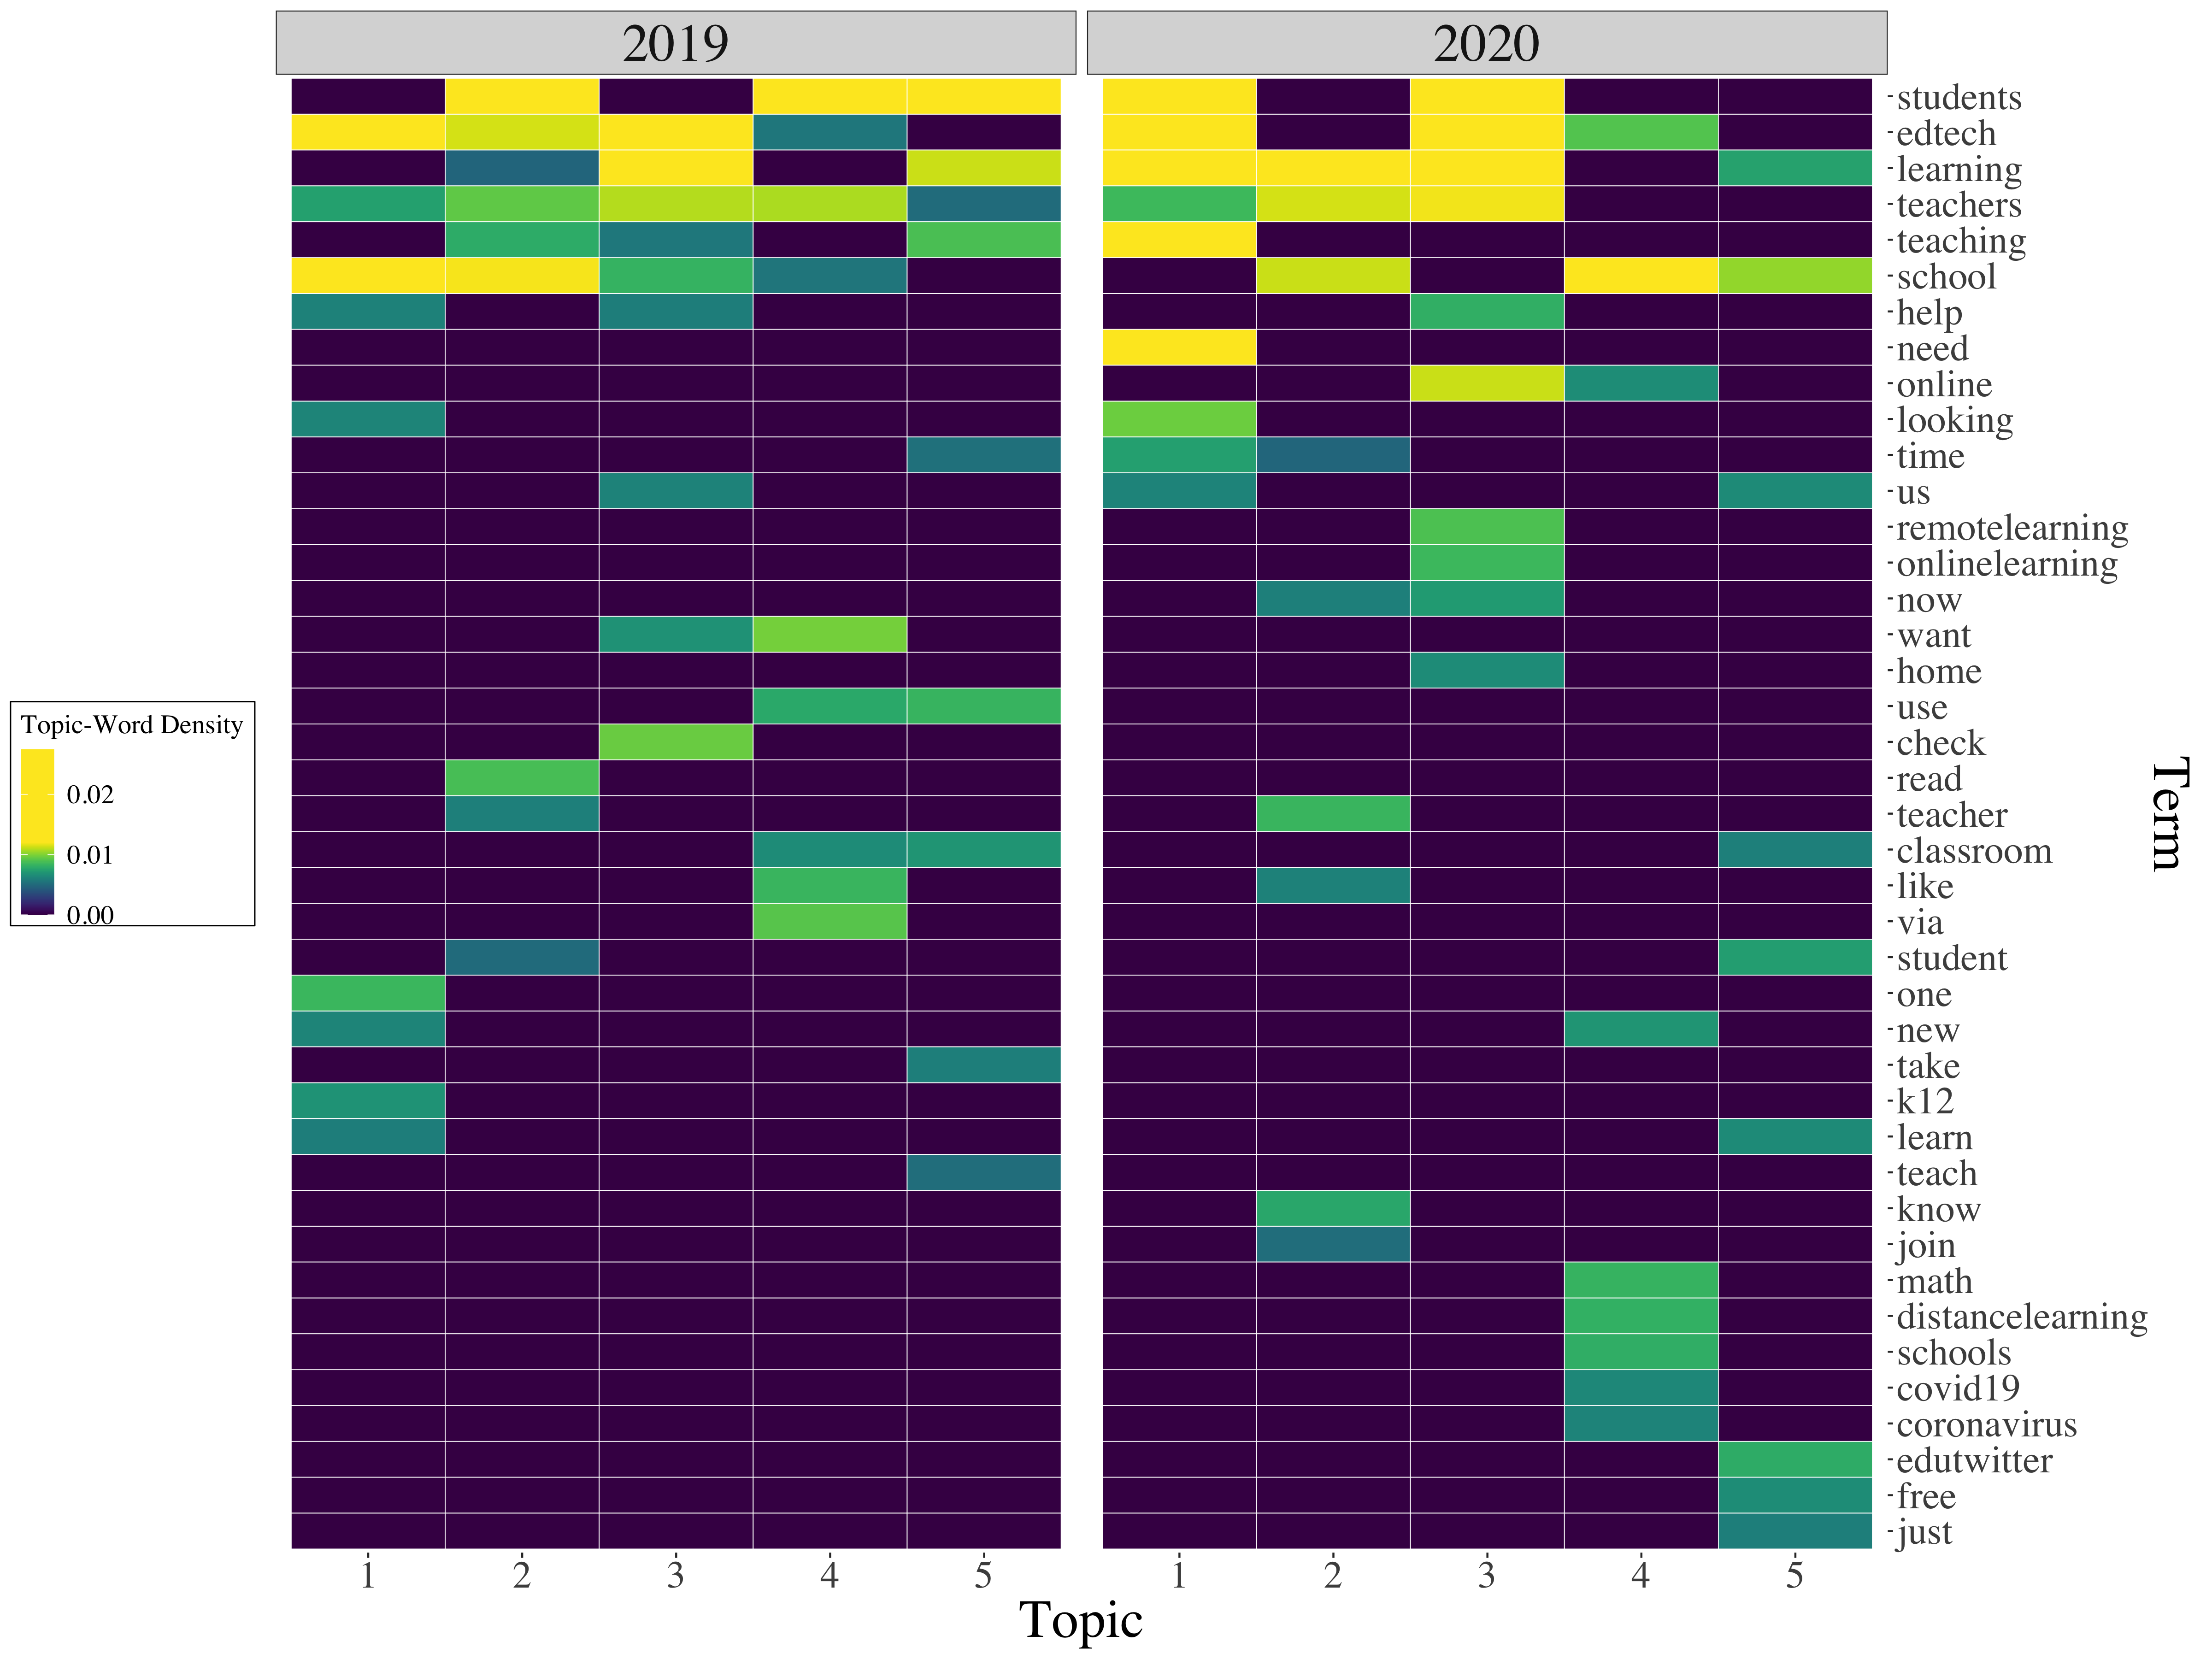 2019
2020
students
edtech
learning
teachers
teaching
school
help
need
online
looking
time
us
remotelearning
onlinelearning
now
want
home
use
check
read
teacher
classroom
like
via
student
one
new
take
k12
learn
teach
know
join
math
distancelearning
schools
covid19
coronavirus
edutwitter
free
just
Term
Topic-Word Density
0.02
0.01
0.00
1 2 3 4 5
1 2 3 4 5
Topic